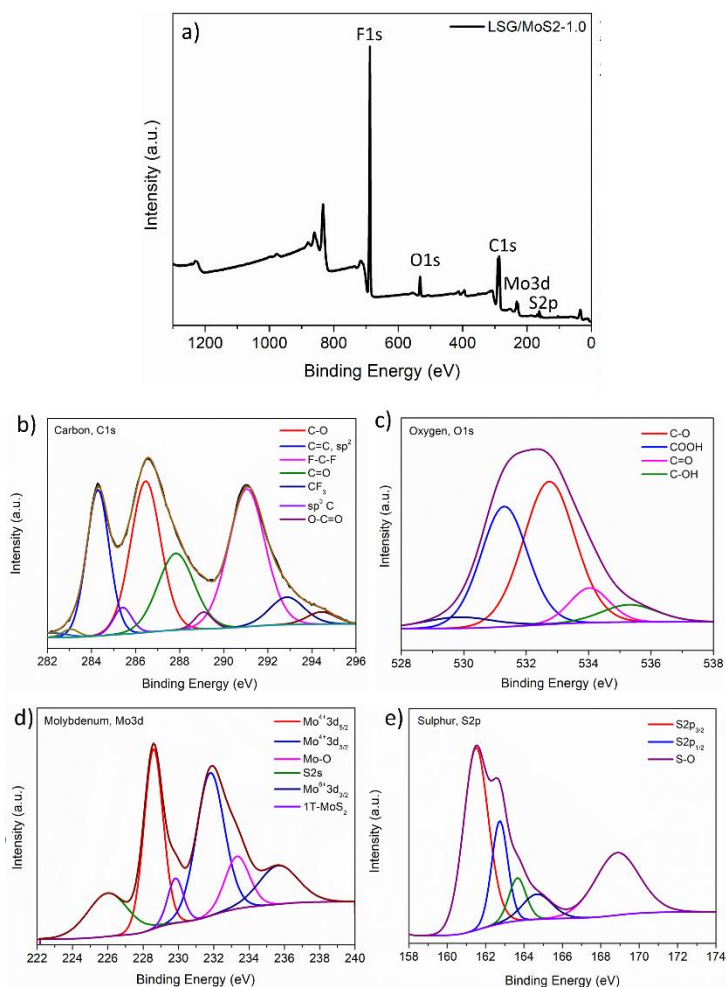 a)
F1s
LSG/MoS2-1.0
O1s
C1s
Mo3d
S2p
Intensity (a.u.)
1200 1000 800 600 400 200 0
Binding Energy (eV)
b)
Carbon, C1s
C-O
C=C, sp²
F-C-F
C=O
CF₃
sp³ C
O-C=O
Intensity (a.u.)
282 284 286 288 290 292 294 296
Binding Energy (eV)
c)
Oxygen, O1s
C-O
COOH
C=O
C-OH
Intensity (a.u.)
528 530 532 534 536 538
Binding Energy (eV)
d)
Molybdenum, Mo3d
Mo⁴⁺3d₅/₂
Mo⁴⁺3d₃/₂
Mo-O
S2s
Mo⁶⁺3d₃/₂
1T-MoS₂
Intensity (a.u.)
222 224 226 228 230 232 234 236 238 240
Binding Energy (eV)
e)
Sulphur, S2p
S2p₃/₂
S2p₁/₂
S-O
Intensity (a.u.)
158 160 162 164 166 168 170 172 174
Binding Energy (eV)